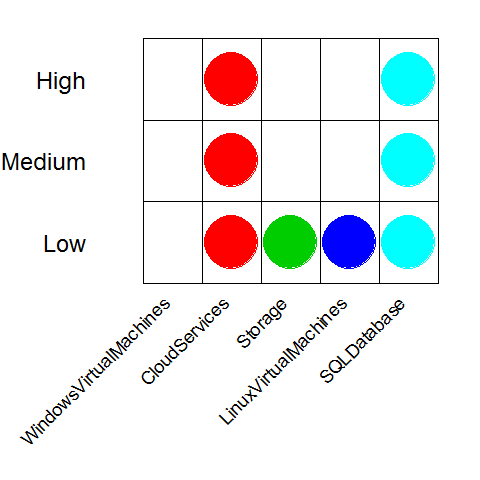 High
Medium
Low
WindowsVirtualMachines
CloudServices
Storage
LinuxVirtualMachines
SQLDatabase